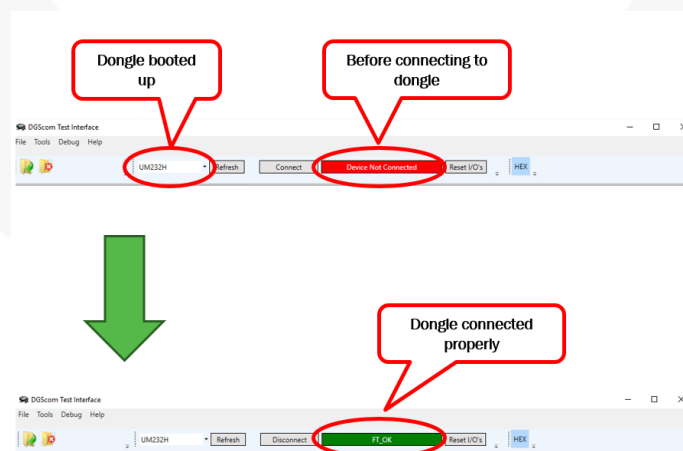 Dongle booted
up
Before connecting to
dongle
DGScom Test Interface
File Tools Debug Help
UM232H Refresh Connect Device Not Connected Reset I/O's HEX
Dongle connected
properly
DGScom Test Interface
File Tools Debug Help
UM232H Refresh Disconnect FT_OK Reset I/O's HEX